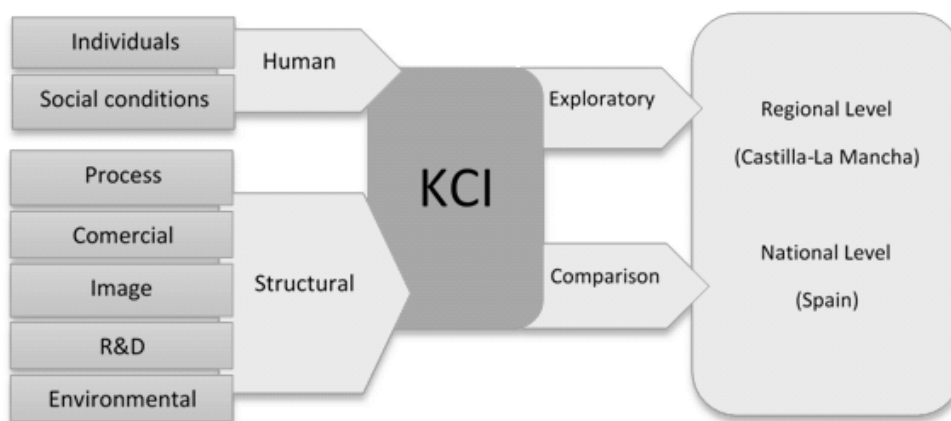 Individuals
Social conditions
Human
Process
Comercial
Image
R&D
Environmental
Structural
KCI
Exploratory
Comparison
Regional Level
(Castilla-La Mancha)
National Level
(Spain)